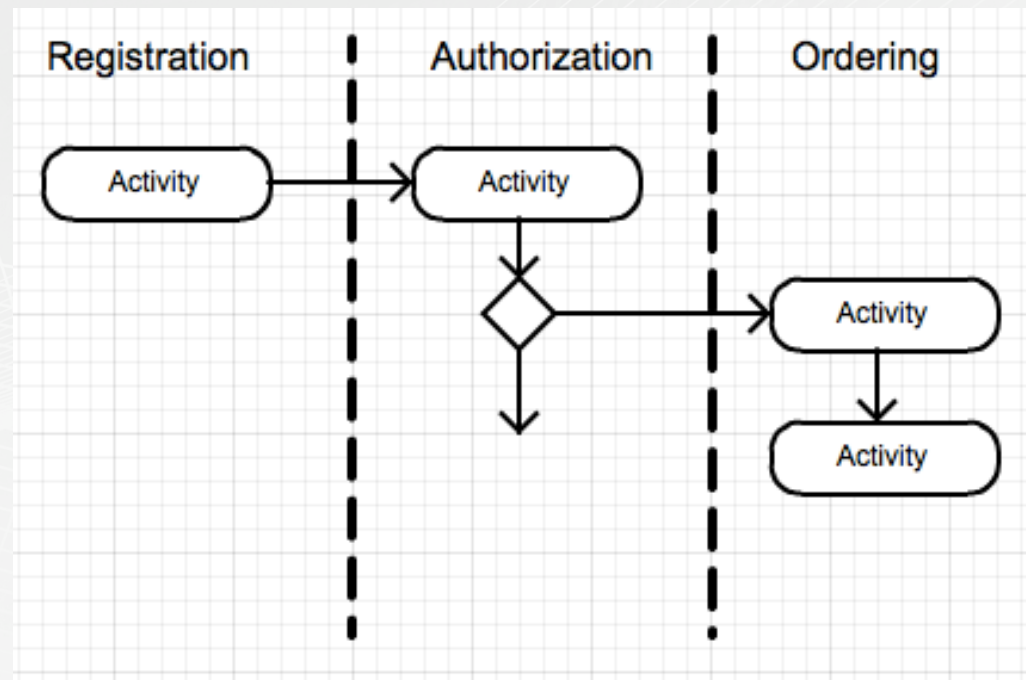 Registration
Authorization
Ordering
Activity
Activity
Activity
Activity